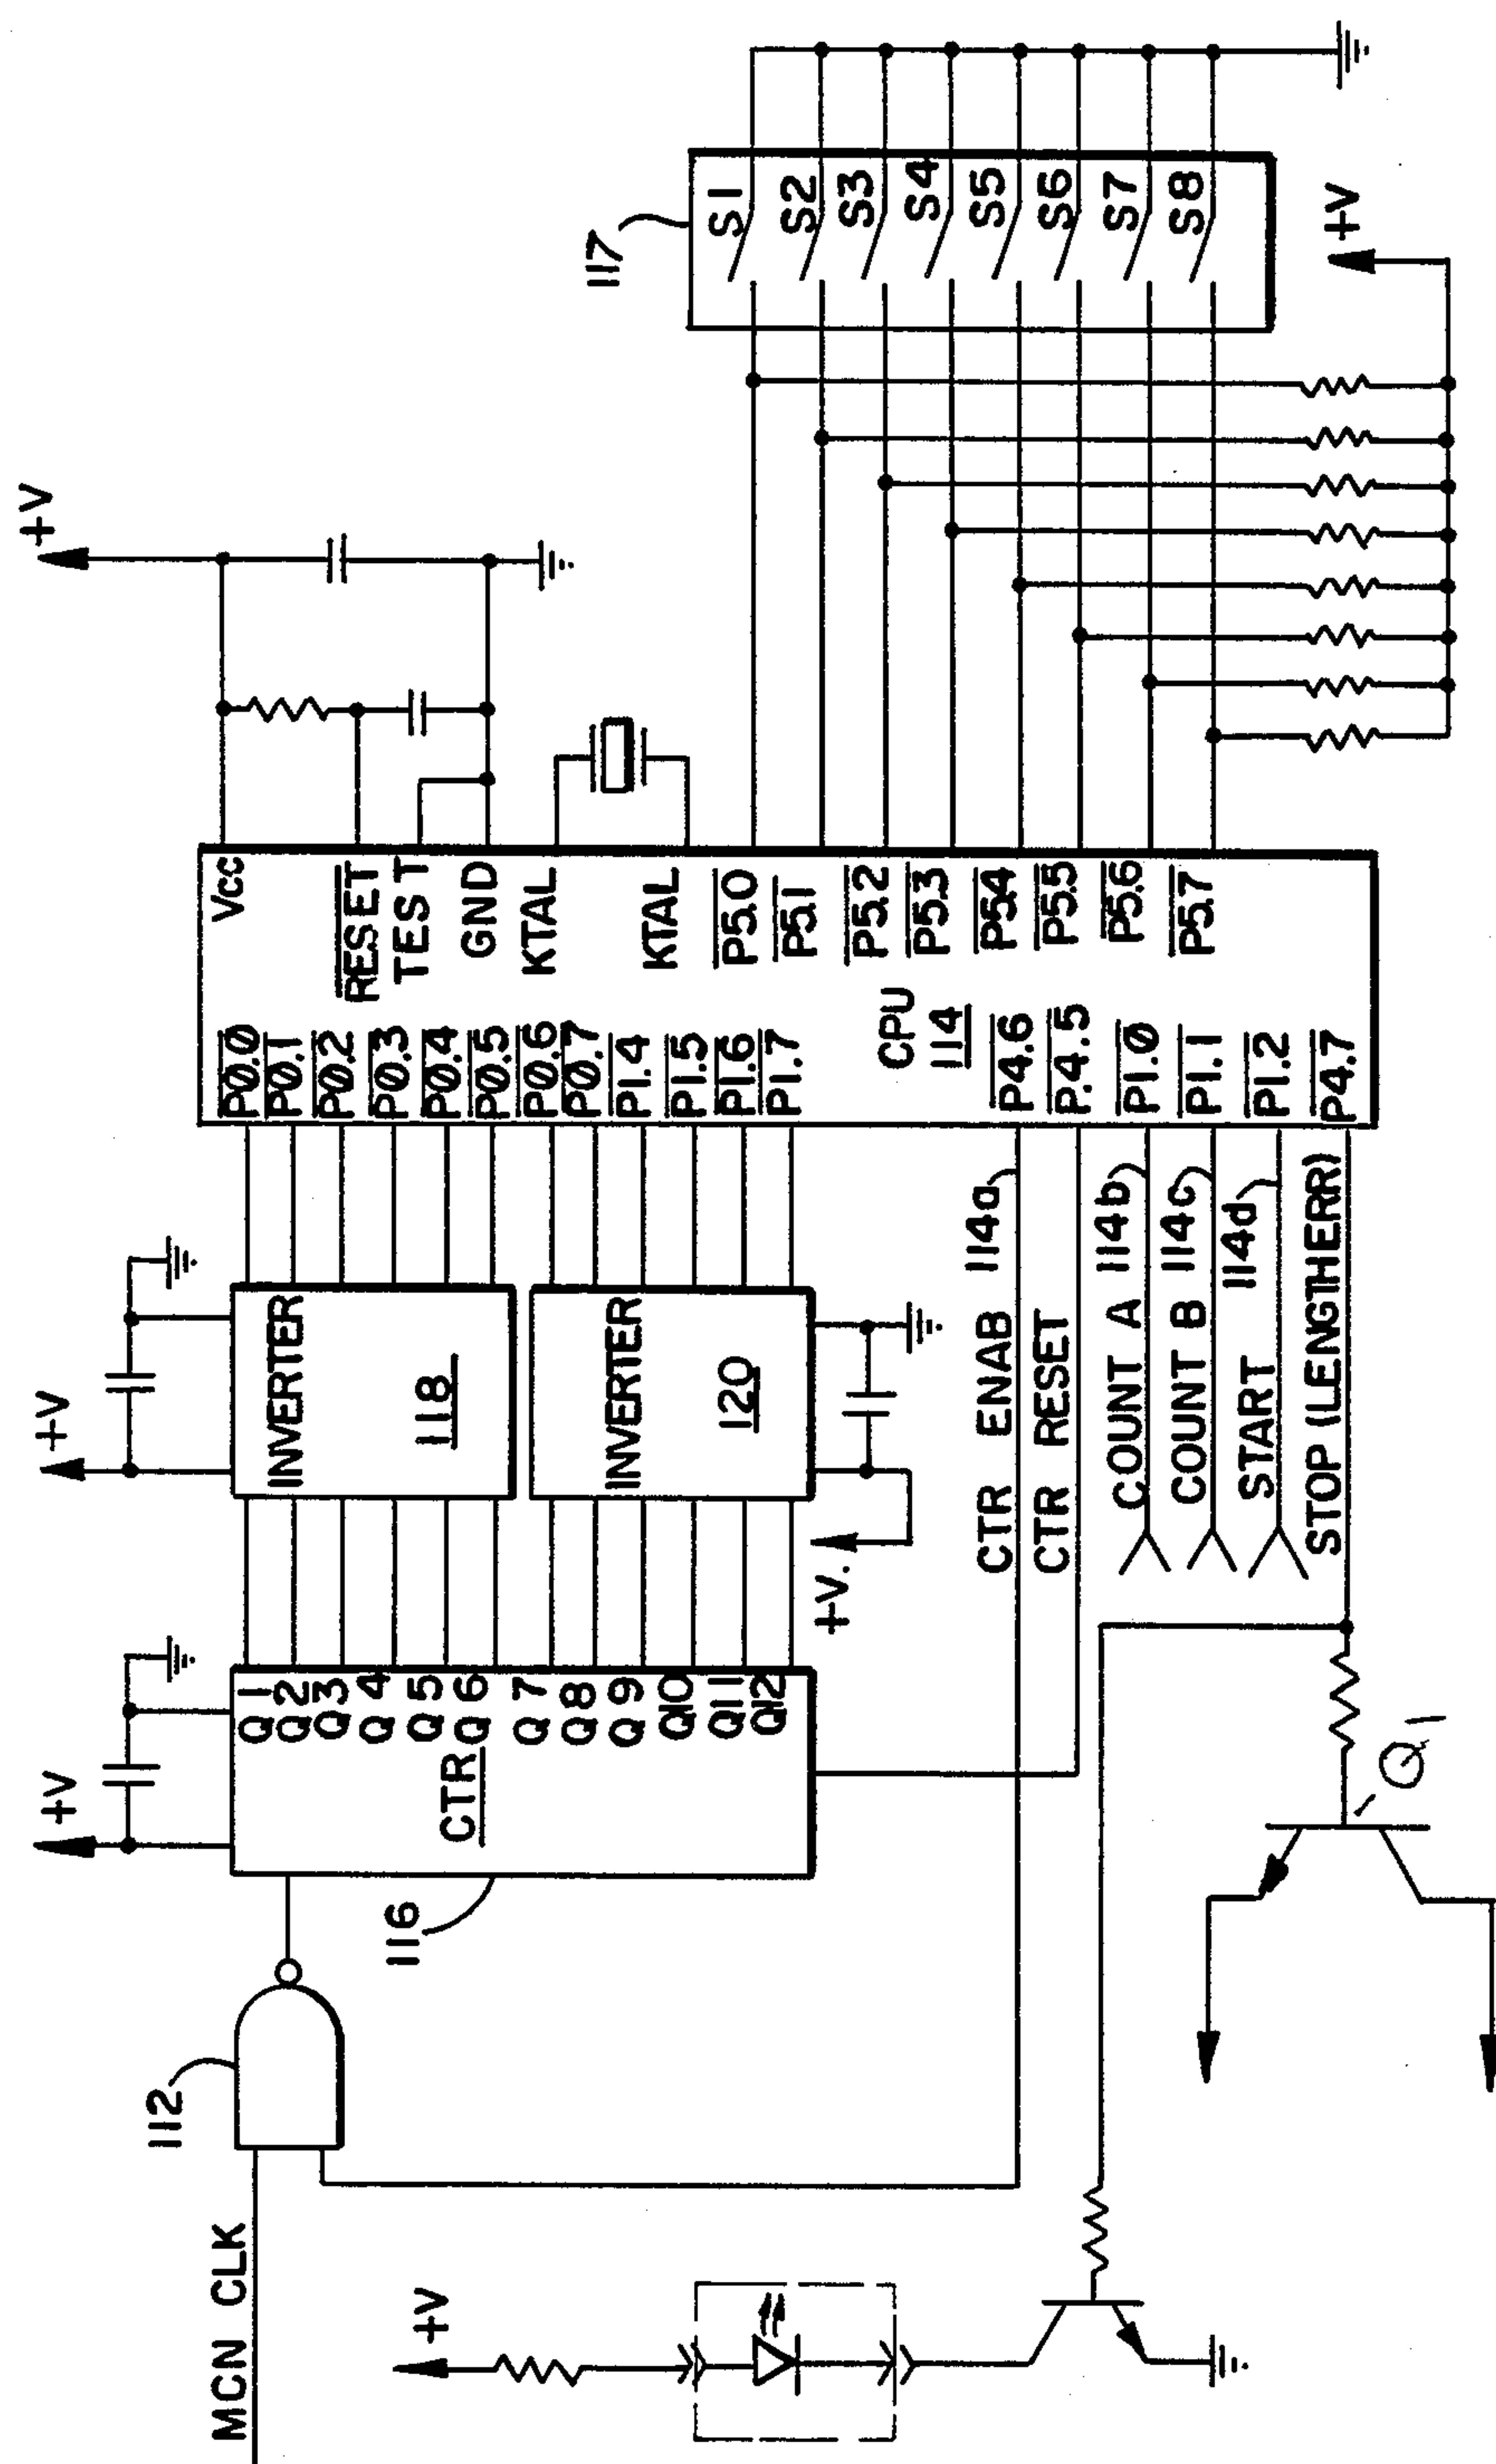 MCN CLK
112
+V
116
CTR
Q1
Q2
Q3
Q4
Q5
Q6
Q7
Q8
Q9
Q10
Q11
Q12
+V
INVERTER
118
INVERTER
120
+V.
+V
P0.0
P0.1
P0.2
P0.3
P0.4
P0.5
P0.6
P0.7
P1.4
P1.5
P1.6
P1.7
CPU
114
P4.6
P.4.5
P1.0
P1.1
P1.2
P4.7
Vcc
RESET
TEST
GND
KTAL
KTAL
P5.0
P5.1
P5.2
P5.3
P5.4
P5.5
P5.6
P5.7
+V
117
S1
S2
S3
S4
S5
S6
S7
S8
+V
CTR ENAB 114a
CTR RESET
COUNT A 114b
COUNT B 114c
START 114d
STOP (LENGTHERR)
Q1
+V